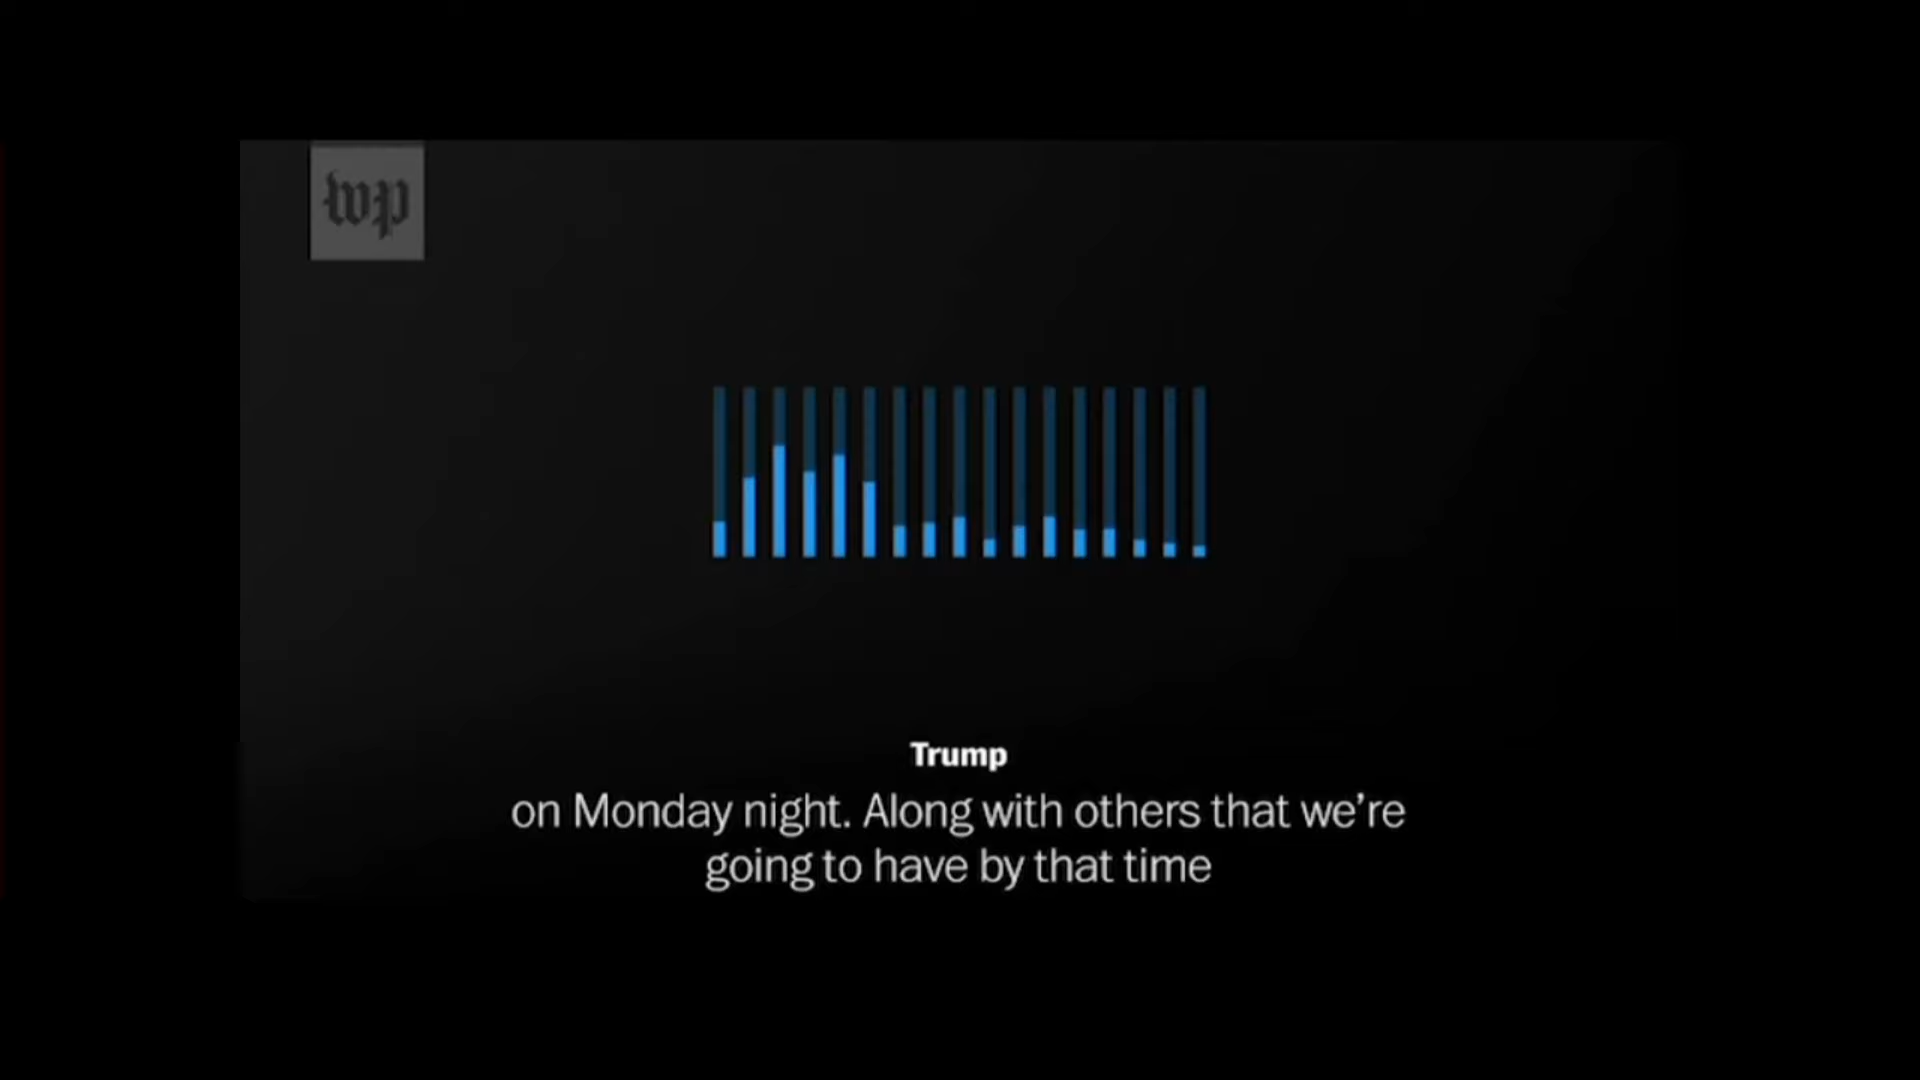 wp
Trump
on Monday night. Along with others that we're
going to have by that time